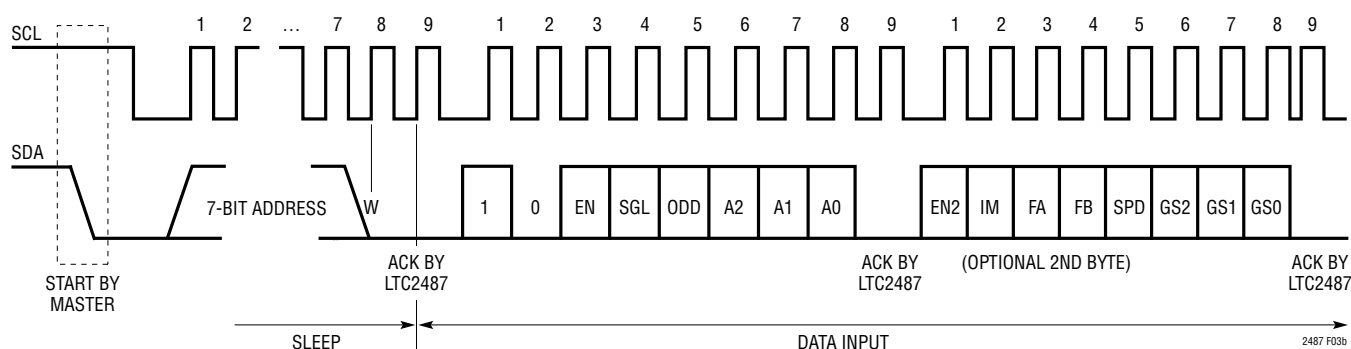 1 2 … 7 8 9 1 2 3 4 5 6 7 8 9 1 2 3 4 5 6 7 8 9
SCL
SDA
7-BIT ADDRESS W 1 0 EN SGL ODD A2 A1 A0 EN2 IM FA FB SPD GS2 GS1 GS0
START BY
MASTER
ACK BY
LTC2487
ACK BY
LTC2487
(OPTIONAL 2ND BYTE)
ACK BY
LTC2487
SLEEP
DATA INPUT
2487 F03b